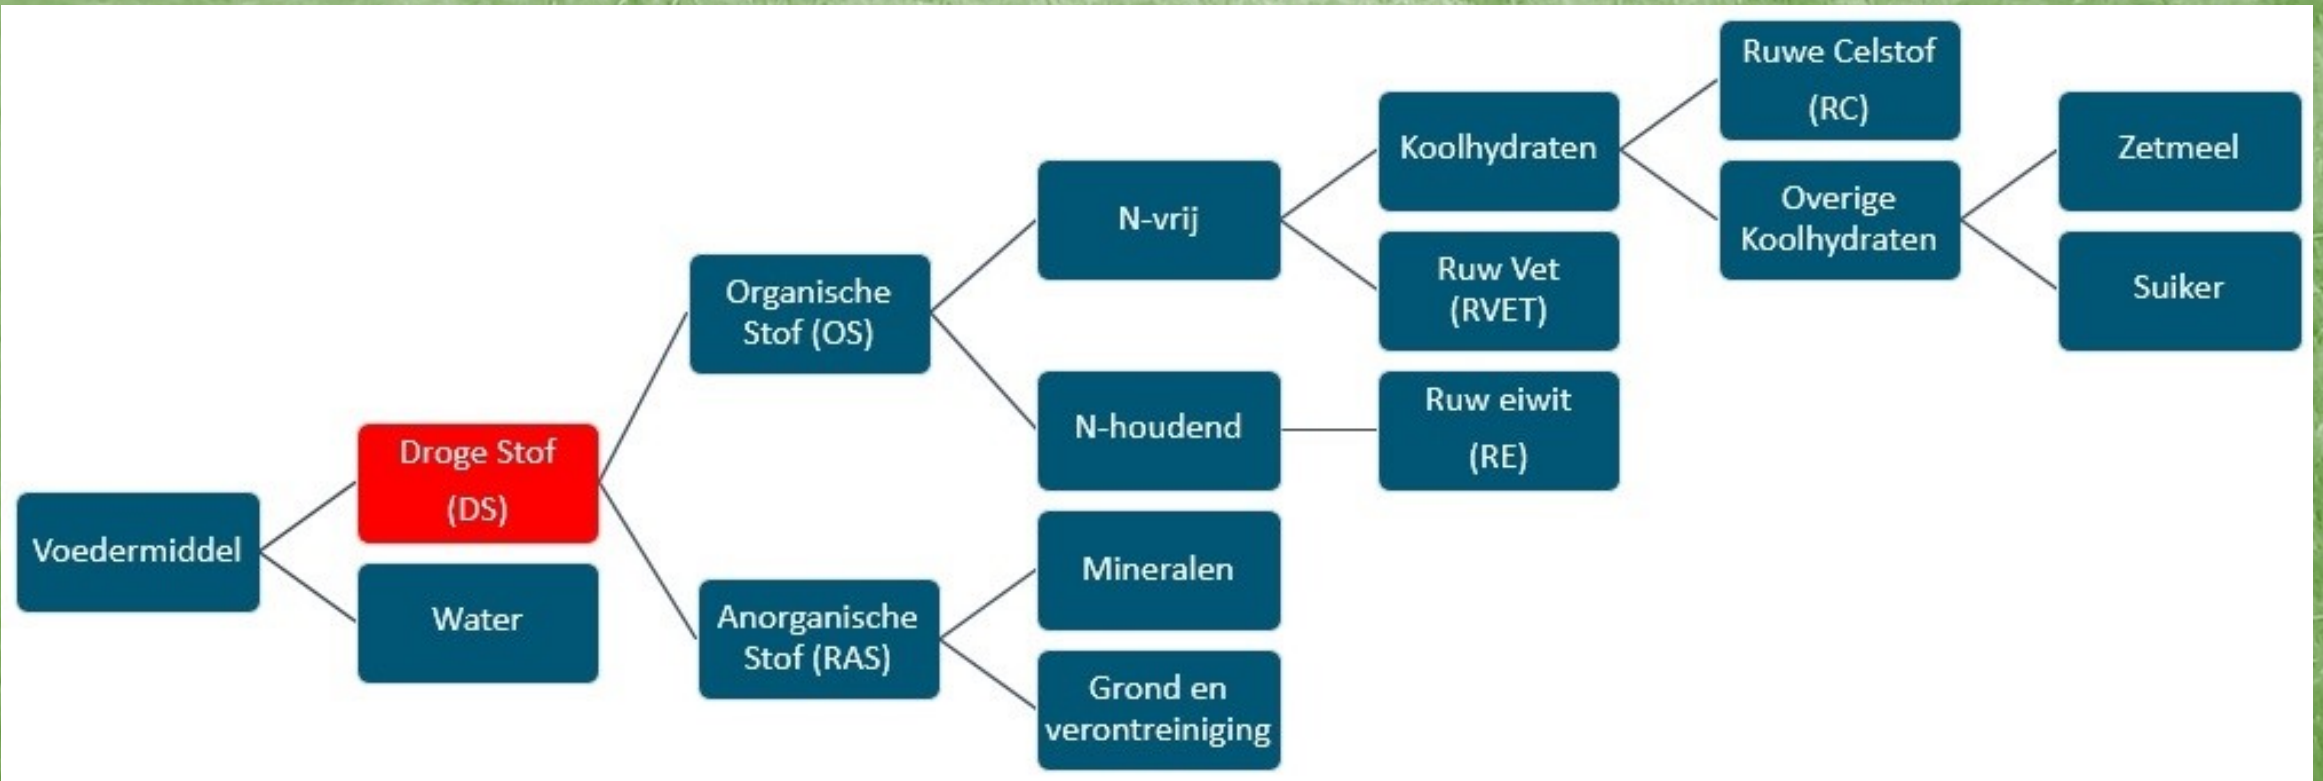 Voedermiddel
Droge Stof
(DS)
Water
Organische
Stof (OS)
Anorganische
Stof (RAS)
N-vrij
N-houdend
Mineralen
Grond en
verontreiniging
Koolhydraten
Ruw Vet
(RVET)
Ruw eiwit
(RE)
Ruwe Celstof
(RC)
Overige
Koolhydraten
Zetmeel
Suiker